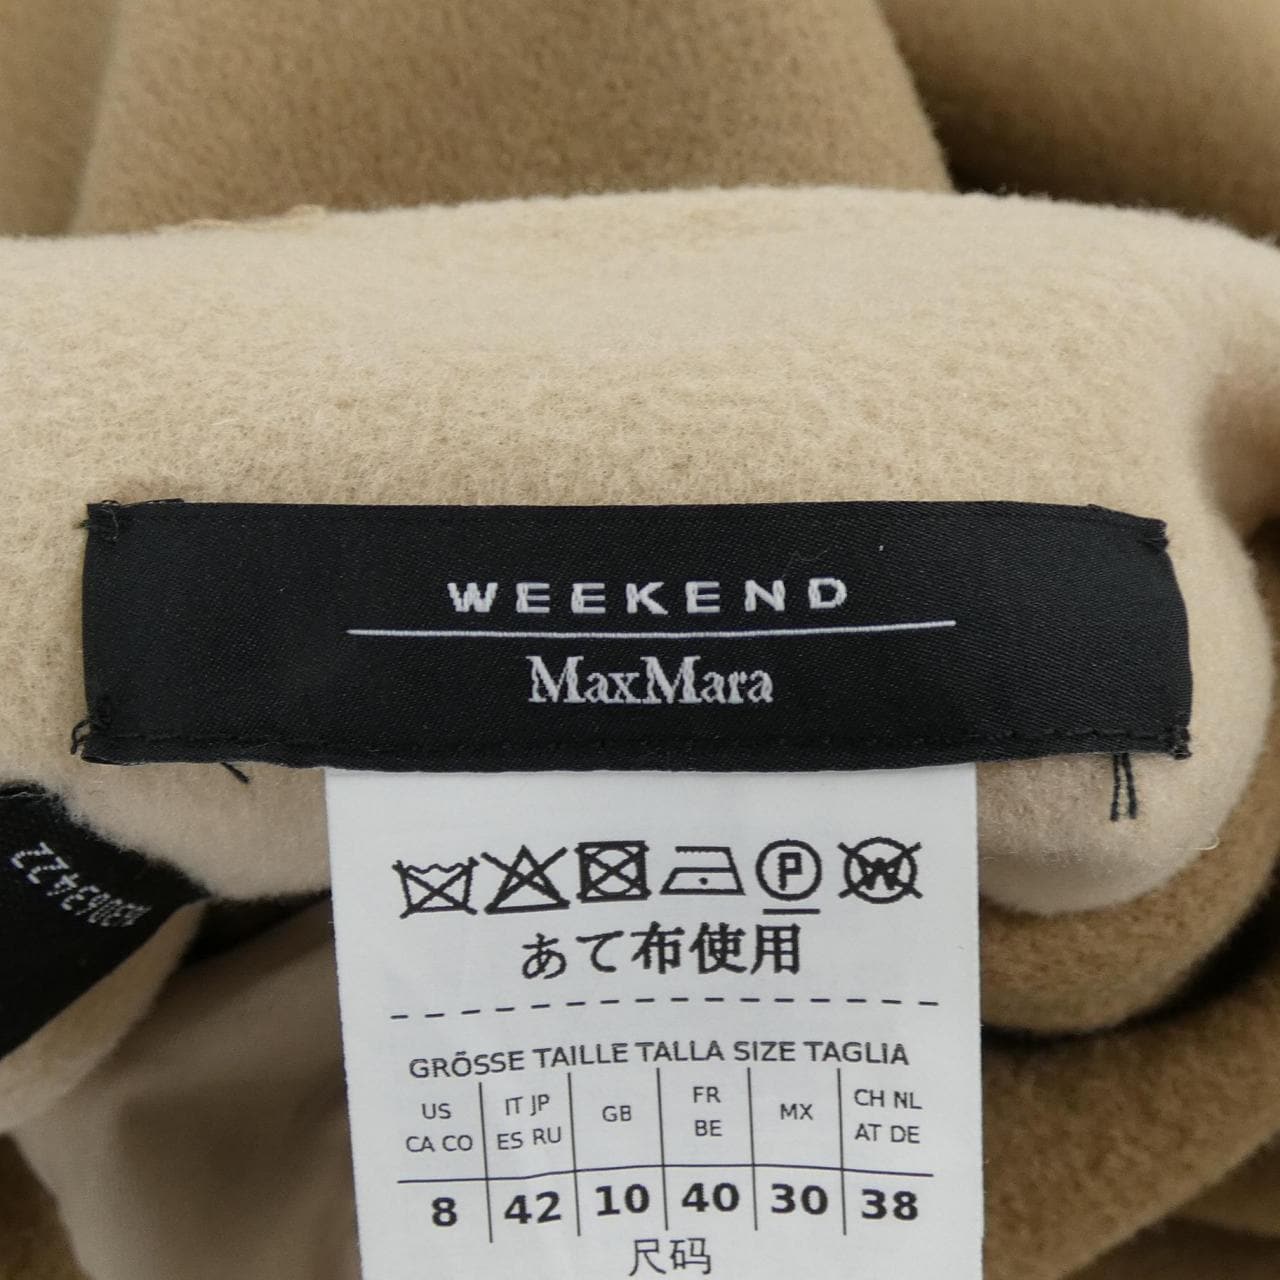 WEEKEND
MaxMara
P W
あて布使用
GRÖSSE TAILLE TALLA SIZE TAGLIA
US CA CO IT JP ES RU GB FR BE MX CH NL AT DE
8 42 10 40 30 38
尺码